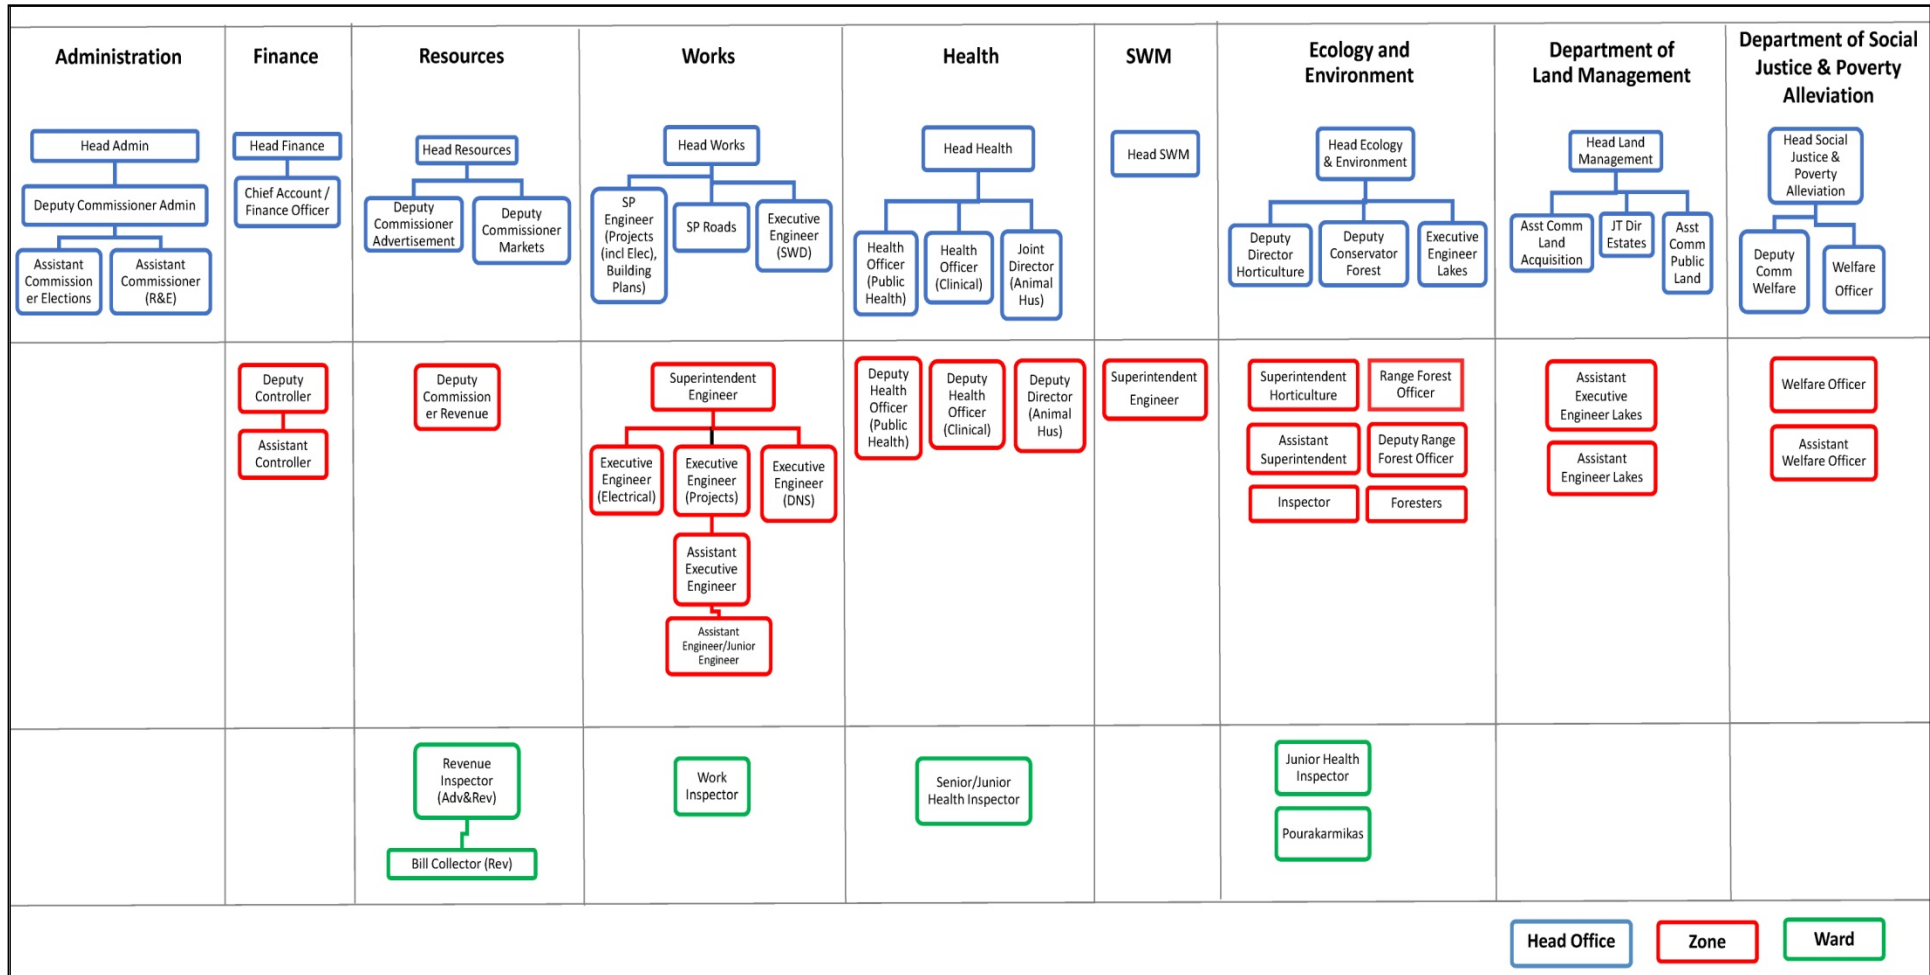 Administration
Finance
Resources
Works
Health
SWM
Ecology and
Environment
Department of
Land Management
Department of Social
Justice & Poverty
Alleviation
Head Admin
Deputy Commissioner Admin
Assistant
Commission
er Elections
Assistant
Commissioner
(R&E)
Head Finance
Chief Account /
Finance Officer
Head Resources
Deputy
Commissioner
Advertisement
Deputy
Commissioner
Markets
Head Works
SP
Engineer
(Projects
(incl Elec),
Building
Plans)
SP Roads
Executive
Engineer
(SWD)
Head Health
Health
Officer
(Public
Health)
Health
Officer
(Clinical)
Joint
Director
(Animal
Hus)
Head SWM
Head Ecology
& Environment
Deputy
Director
Horticulture
Deputy
Conservator
Forest
Executive
Engineer
Lakes
Head Land
Management
Asst Comm
Land
Acquisition
JT Dir
Estates
Asst
Comm
Public
Land
Head Social
Justice &
Poverty
Alleviation
Deputy
Comm
Welfare
Welfare
Officer
Deputy
Controller
Assistant
Controller
Deputy
Commission
er Revenue
Superintendent
Engineer
Executive
Engineer
(Electrical)
Executive
Engineer
(Projects)
Executive
Engineer
(DNS)
Assistant
Executive
Engineer
Assistant
Engineer/Junior
Engineer
Deputy
Health
Officer
(Public
Health)
Deputy
Health
Officer
(Clinical)
Deputy
Director
(Animal
Hus)
Superintendent
Engineer
Superintendent
Horticulture
Range Forest
Officer
Assistant
Superintendent
Deputy Range
Forest Officer
Inspector
Foresters
Assistant
Executive
Engineer Lakes
Assistant
Engineer Lakes
Welfare Officer
Assistant
Welfare Officer
Revenue
Inspector
(Adv&Rev)
Bill Collector (Rev)
Work
Inspector
Senior/Junior
Health Inspector
Junior Health
Inspector
Pourakarmikas
Head Office
Zone
Ward